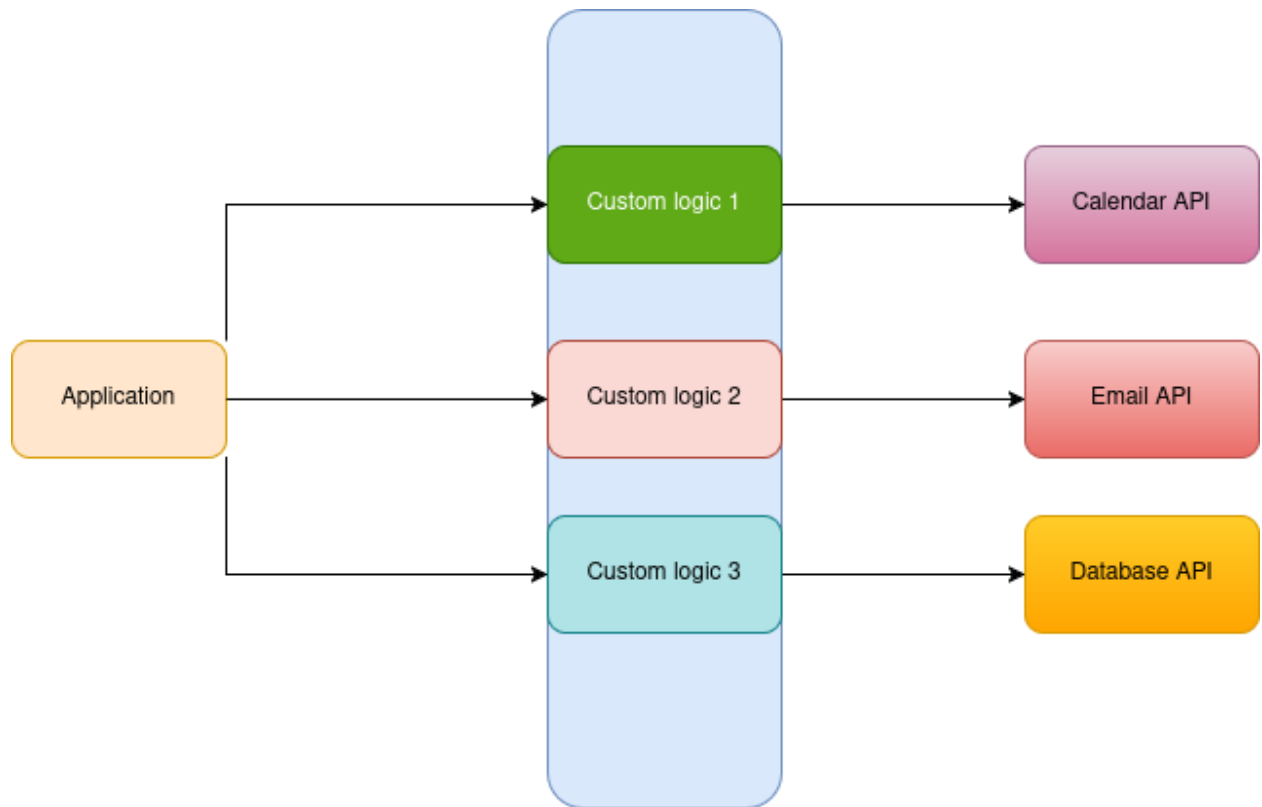 Custom logic 1
Calendar API
Application
Custom logic 2
Email API
Custom logic 3
Database API